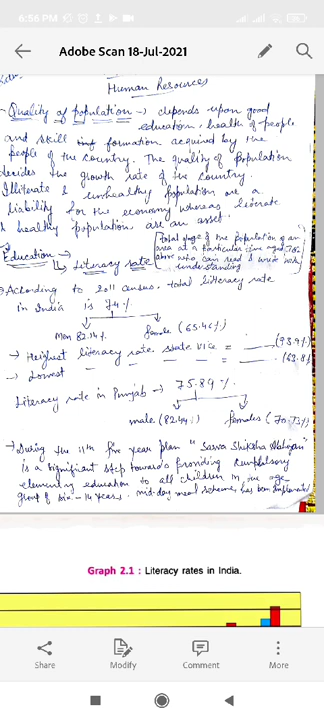 6:56 PM
Adobe Scan 18-Jul-2021
Human Resources
Quality of population → depends upon good
education, health of people
and skill formation acquired by the
people of the country. The quality of population
decides the growth rate of the country.
Illiterate & unhealthy population are a
liability for the economy whereas literate
& healthy population are an asset.
Education
Literacy rate
total %age of the population of an
area at a particular time aged 7 or
above who can read & write with
understanding
→ According to 2011 census, total literacy rate
in India is 74%
Men 82.14% female (65.46%)
→ Highest literacy rate state vice = (93.9%)
→ Lowest — — — — = (63.8%)
Literacy rate in Punjab → 75.84%
male (82.44%) females (70.73%)
→ During the 11th five year plan "Sarva Shiksha Abhiyan"
is a significant step towards providing compulsory
elementary education to all children in the age
group of six - 14 years. mid-day meal scheme has been implemented
Graph 2.1 : Literacy rates in India.
Share
Modify
Comment
More